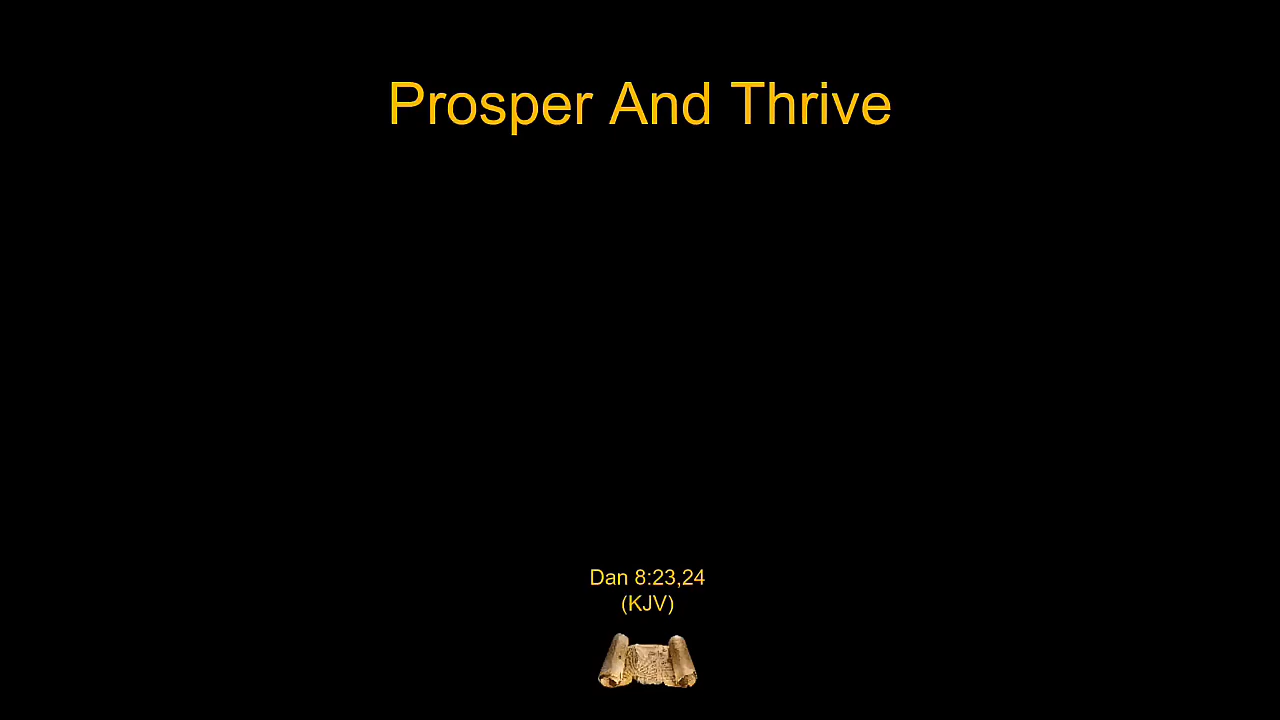 Prosper And Thrive
Dan 8:23,24
(KJV)